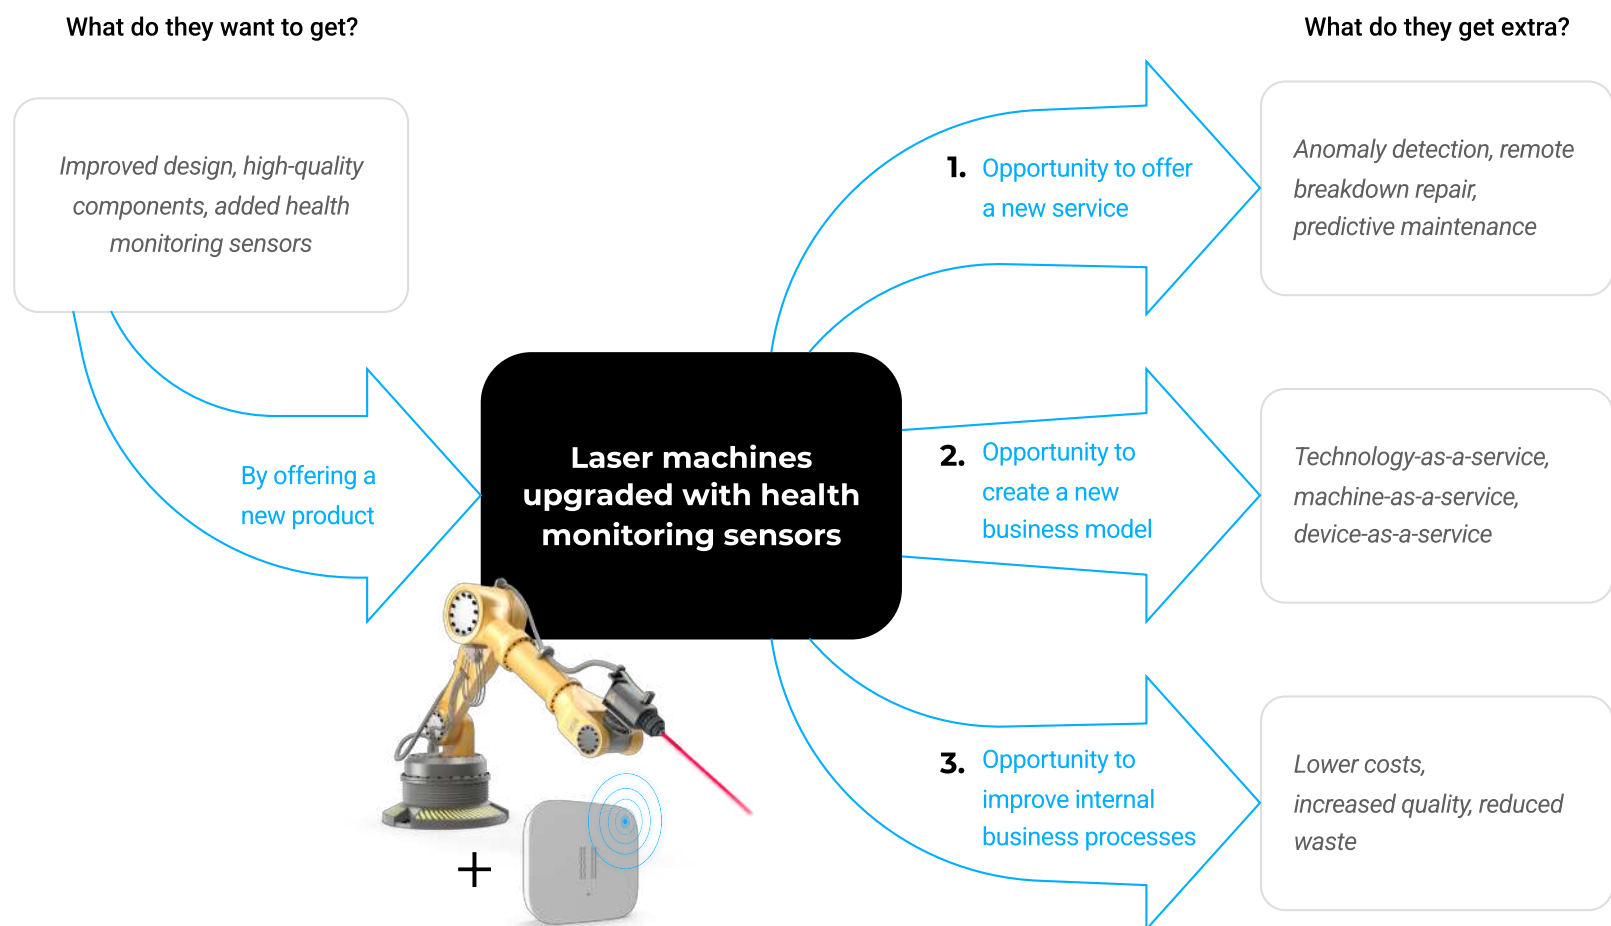 What do they want to get?
Improved design, high-quality
components, added health
monitoring sensors
By offering a
new product
Laser machines
upgraded with health
monitoring sensors
+
What do they get extra?
1. Opportunity to offer
a new service
Anomaly detection, remote
breakdown repair,
predictive maintenance
2. Opportunity to
create a new
business model
Technology-as-a-service,
machine-as-a-service,
device-as-a-service
3. Opportunity to
improve internal
business processes
Lower costs,
increased quality, reduced
waste